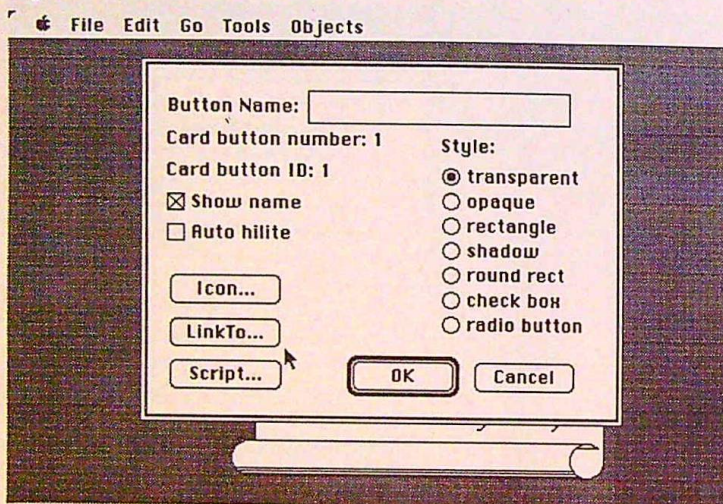 File Edit Go Tools Objects
Button Name:
Card button number: 1
Card button ID: 1
Show name
Auto hilite
Icon...
LinkTo...
Script...
Style:
transparent
opaque
rectangle
shadow
round rect
check box
radio button
OK
Cancel